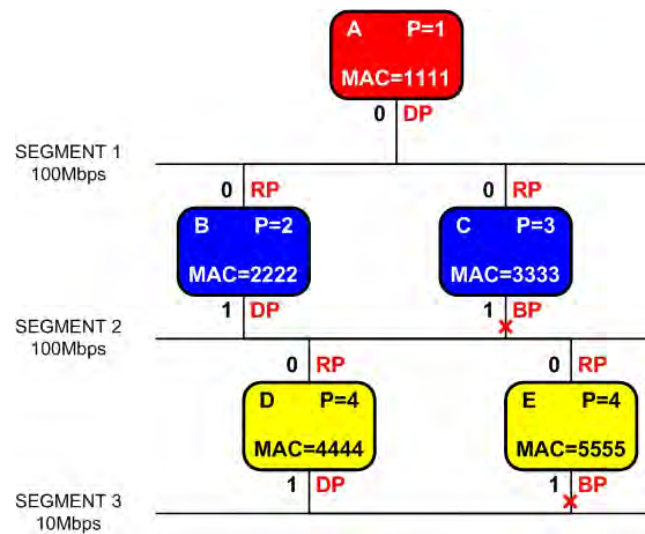 A P=1
MAC=1111
0 DP
SEGMENT 1
100Mbps
0 RP
0 RP
B P=2
MAC=2222
C P=3
MAC=3333
1 DP
1 BP
SEGMENT 2
100Mbps
0 RP
0 RP
D P=4
MAC=4444
E P=4
MAC=5555
1 DP
1 BP
SEGMENT 3
10Mbps